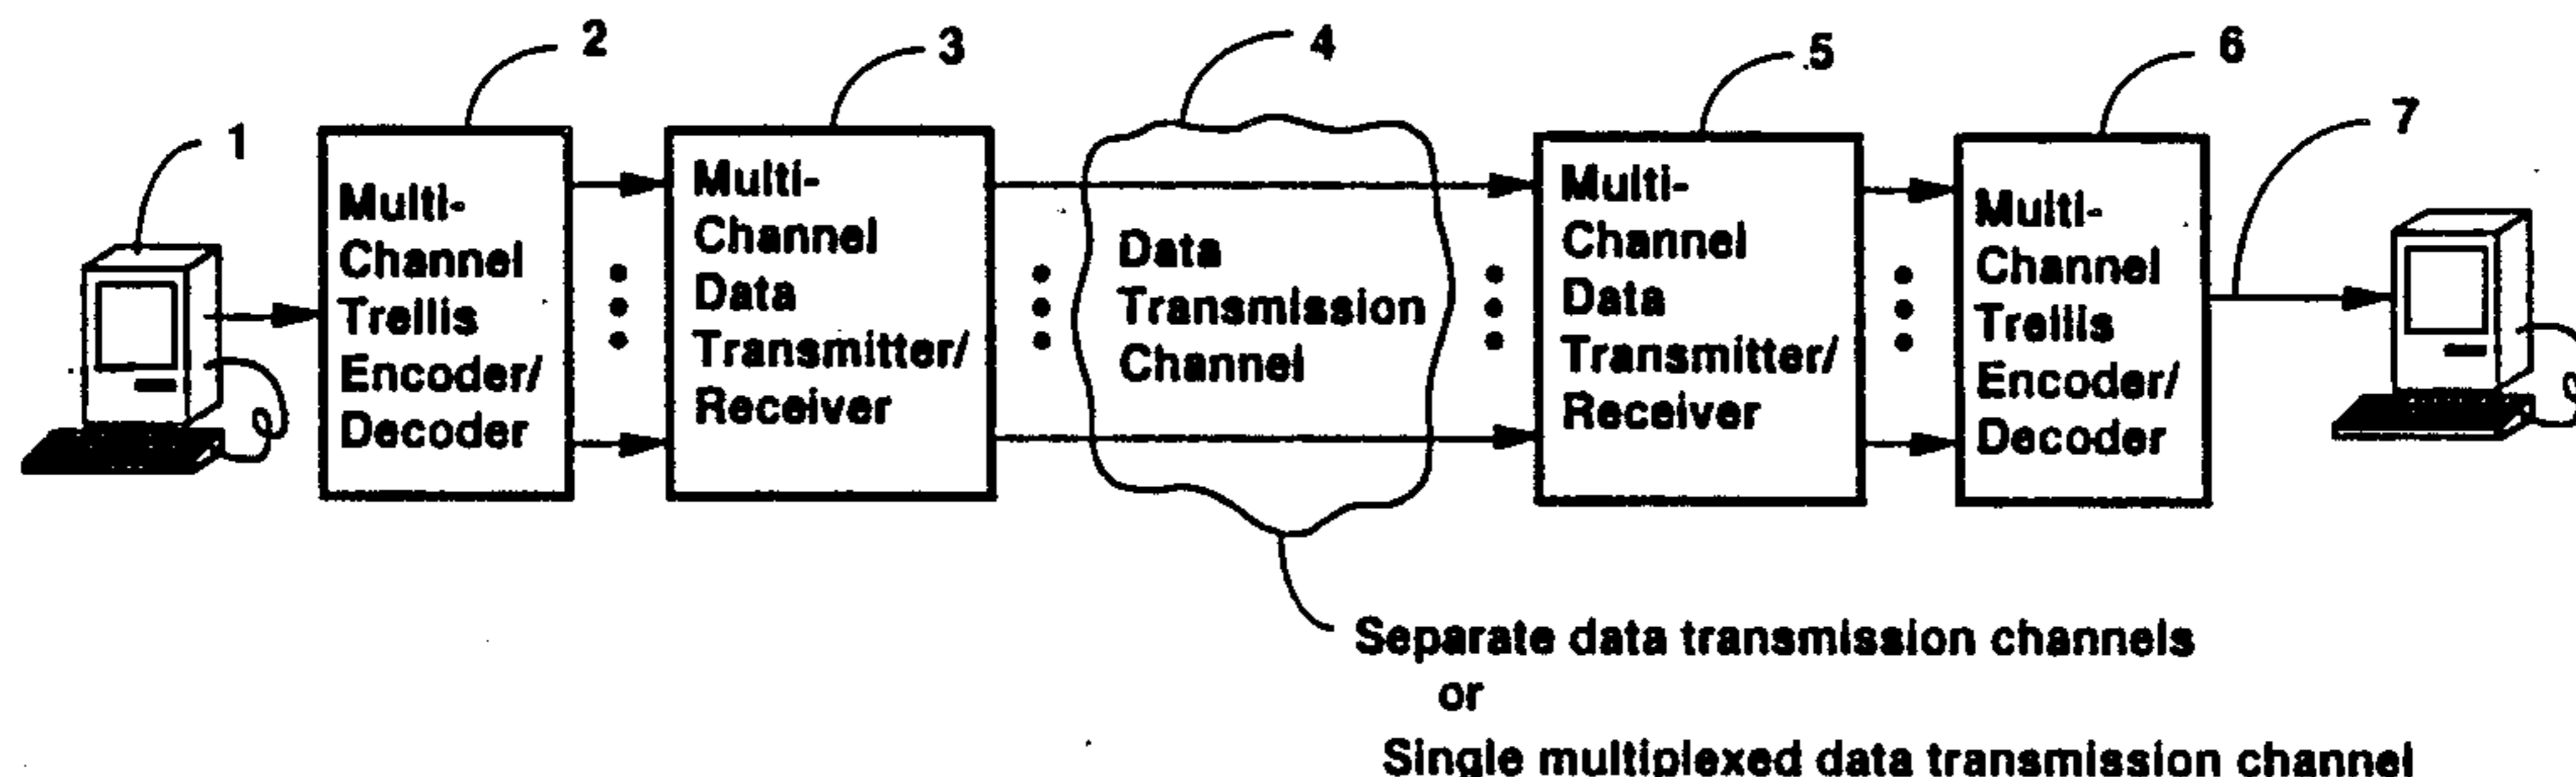 1
2
3
4
5
6
7
Multi-
Channel
Trellis
Encoder/
Decoder
Multi-
Channel
Data
Transmitter/
Receiver
Data
Transmission
Channel
Multi-
Channel
Data
Transmitter/
Receiver
Multi-
Channel
Trellis
Encoder/
Decoder
Separate data transmission channels
or
Single multiplexed data transmission channel